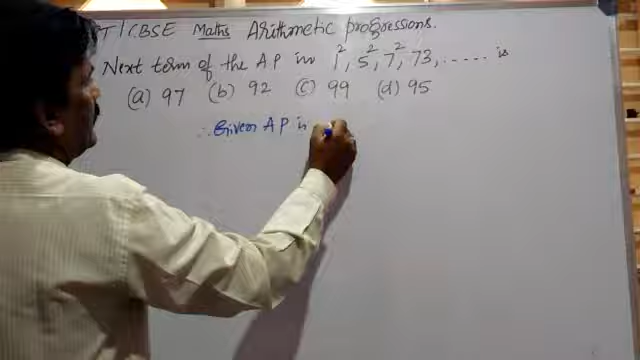 T/CBSE Maths Arithmetic progressions.
Next term of the AP in 1², 5², 7², 73, ..... is
(a) 97 (b) 92 (c) 99 (d) 95
∴ Given AP is